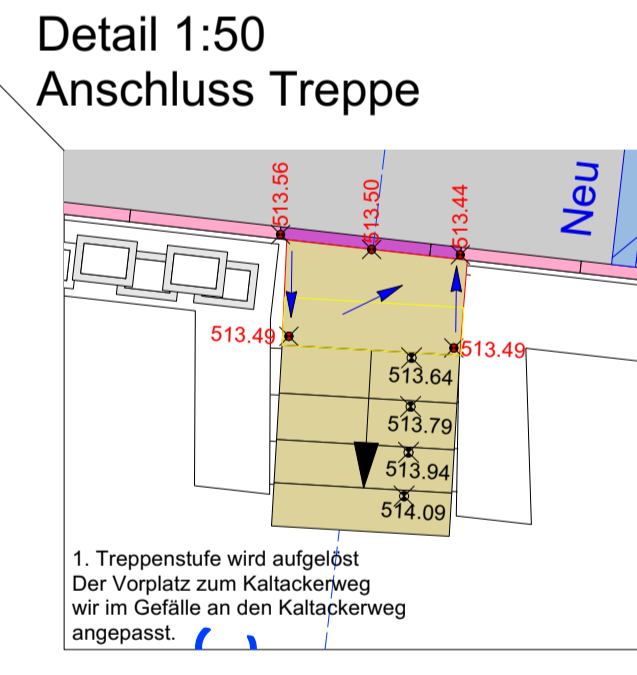 Detail 1:50
Anschluss Treppe
513.56
513.50
513.44
Neu
513.49
513.49
513.64
513.79
513.94
514.09
1. Treppenstufe wird aufgelöst
Der Vorplatz zum Kaltackerweg
wir im Gefälle an den Kaltackerweg
angepasst.